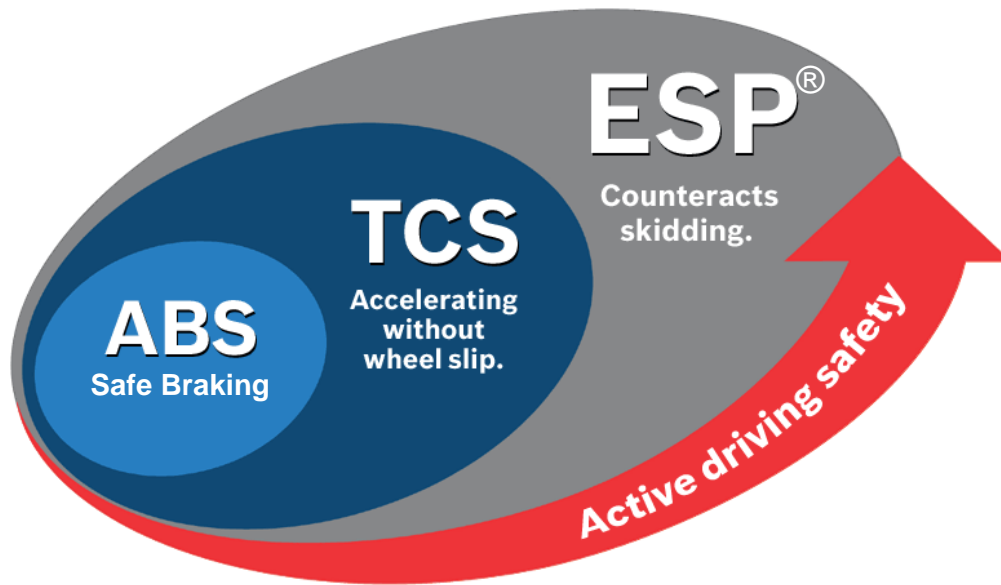 ESP®
Counteracts
skidding.
TCS
Accelerating
without
wheel slip.
ABS
Safe Braking
Active driving safety